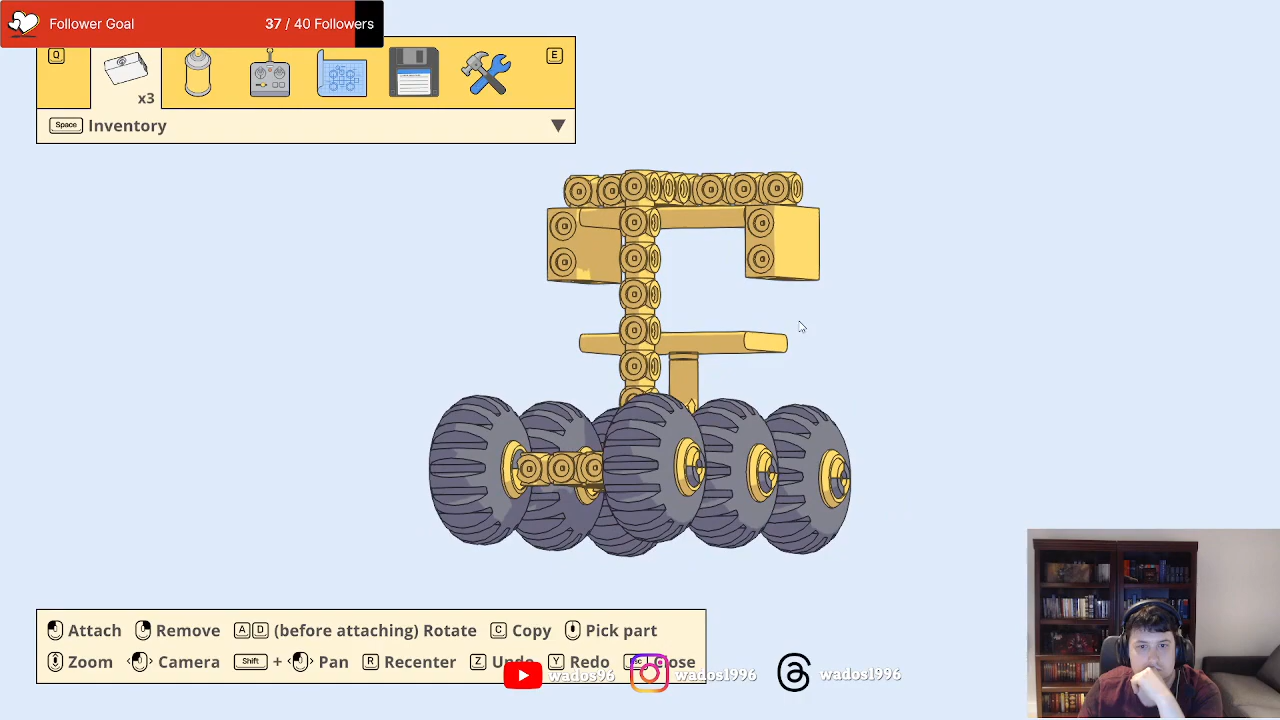 Follower Goal 37 / 40 Followers
Q E
x3
Space Inventory
Attach Remove A D (before attaching) Rotate C Copy Pick part
Zoom Camera Shift + Pan R Recenter Z Undo Y Redo
wados96 wados1996 wados1996